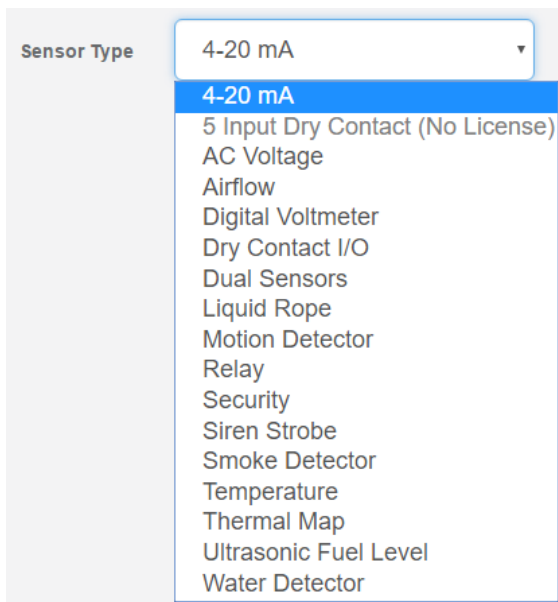 Sensor Type
4-20 mA
4-20 mA
5 Input Dry Contact (No License)
AC Voltage
Airflow
Digital Voltmeter
Dry Contact I/O
Dual Sensors
Liquid Rope
Motion Detector
Relay
Security
Siren Strobe
Smoke Detector
Temperature
Thermal Map
Ultrasonic Fuel Level
Water Detector